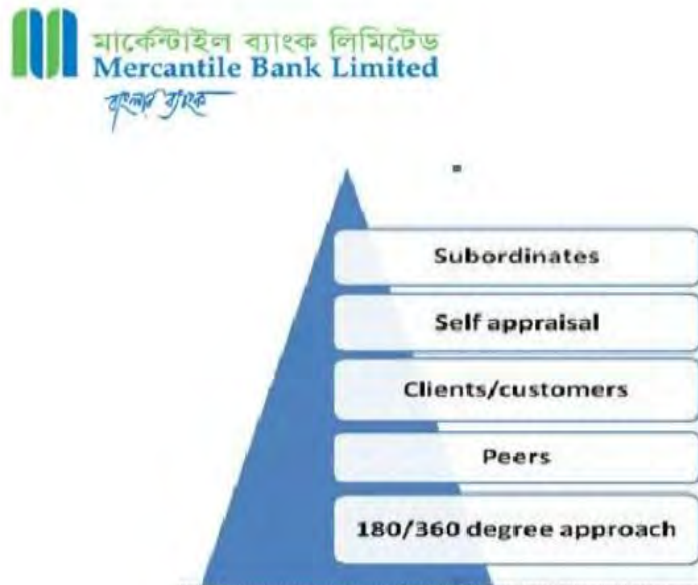 মার্কেন্টাইল ব্যাংক লিমিটেড
Mercantile Bank Limited
বাংলার ব্যাংক
Subordinates
Self appraisal
Clients/customers
Peers
180/360 degree approach